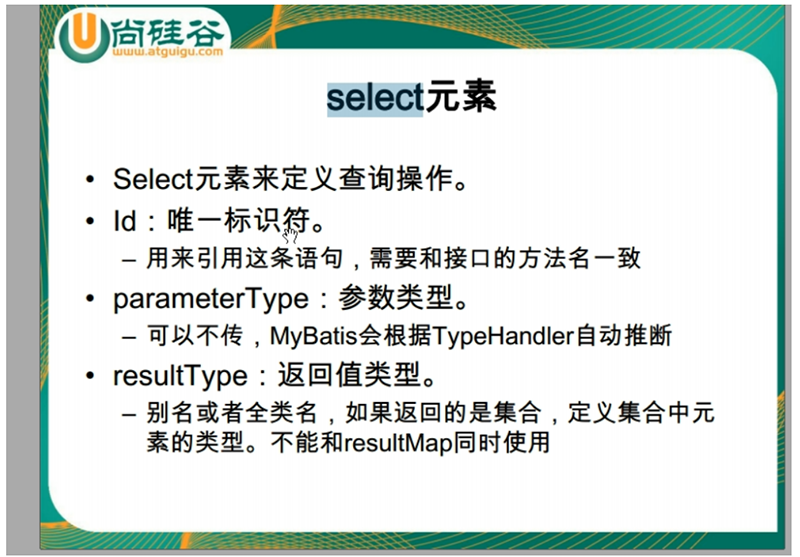 尚硅谷
www.atguigu.com
select元素
• Select元素来定义查询操作。
• Id：唯一标识符。
– 用来引用这条语句，需要和接口的方法名一致
• parameterType：参数类型。
– 可以不传，MyBatis会根据TypeHandler自动推断
• resultType：返回值类型。
– 别名或者全类名，如果返回的是集合，定义集合中元
素的类型。不能和resultMap同时使用